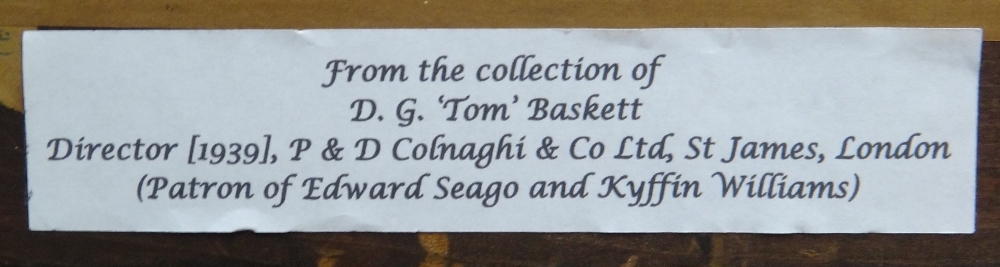 From the collection of
D. G. ‘Tom’ Baskett
Director [1939], P & D Colnaghi & Co Ltd, St James, London
(Patron of Edward Seago and Kyffin Williams)